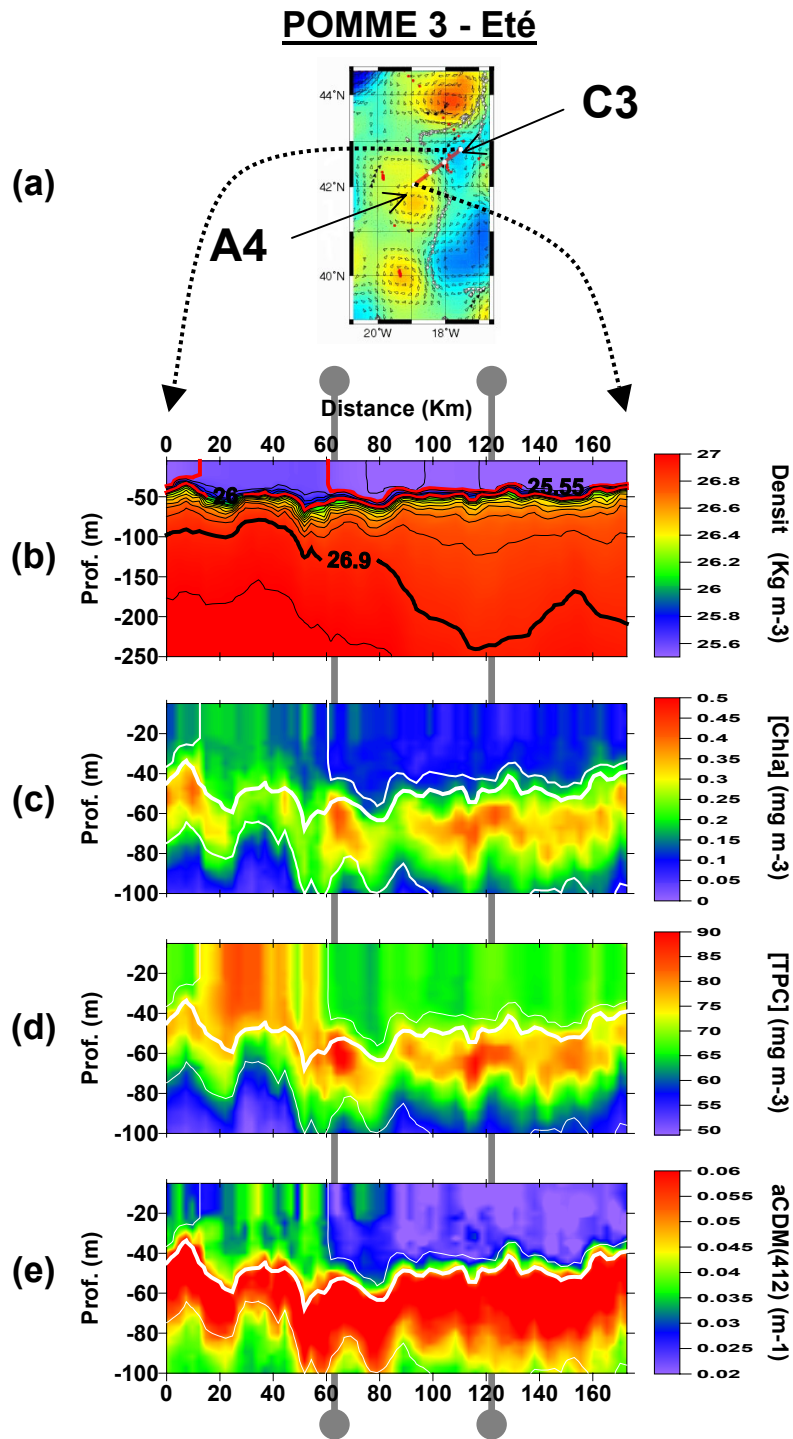 POMME 3 - Eté
(a)
44°N
42°N
40°N
20°W 18°W
C3
A4
Distance (Km)
0 20 40 60 80 100 120 140 160
(b)
Prof. (m)
-50
-100
-150
-200
-250
26
25.55
26.9
27
26.8
26.6
26.4
26.2
26
25.8
25.6
Densit (Kg m-3)
(c)
Prof. (m)
-20
-40
-60
-80
-100
0.5
0.45
0.4
0.35
0.3
0.25
0.2
0.15
0.1
0.05
0
[Chla] (mg m-3)
(d)
Prof. (m)
-20
-40
-60
-80
-100
90
85
80
75
70
65
60
55
50
[TPC] (mg m-3)
(e)
Prof. (m)
-20
-40
-60
-80
-100
0 20 40 60 80 100 120 140 160
0.06
0.055
0.05
0.045
0.04
0.035
0.03
0.025
0.02
aCDM(412) (m-1)